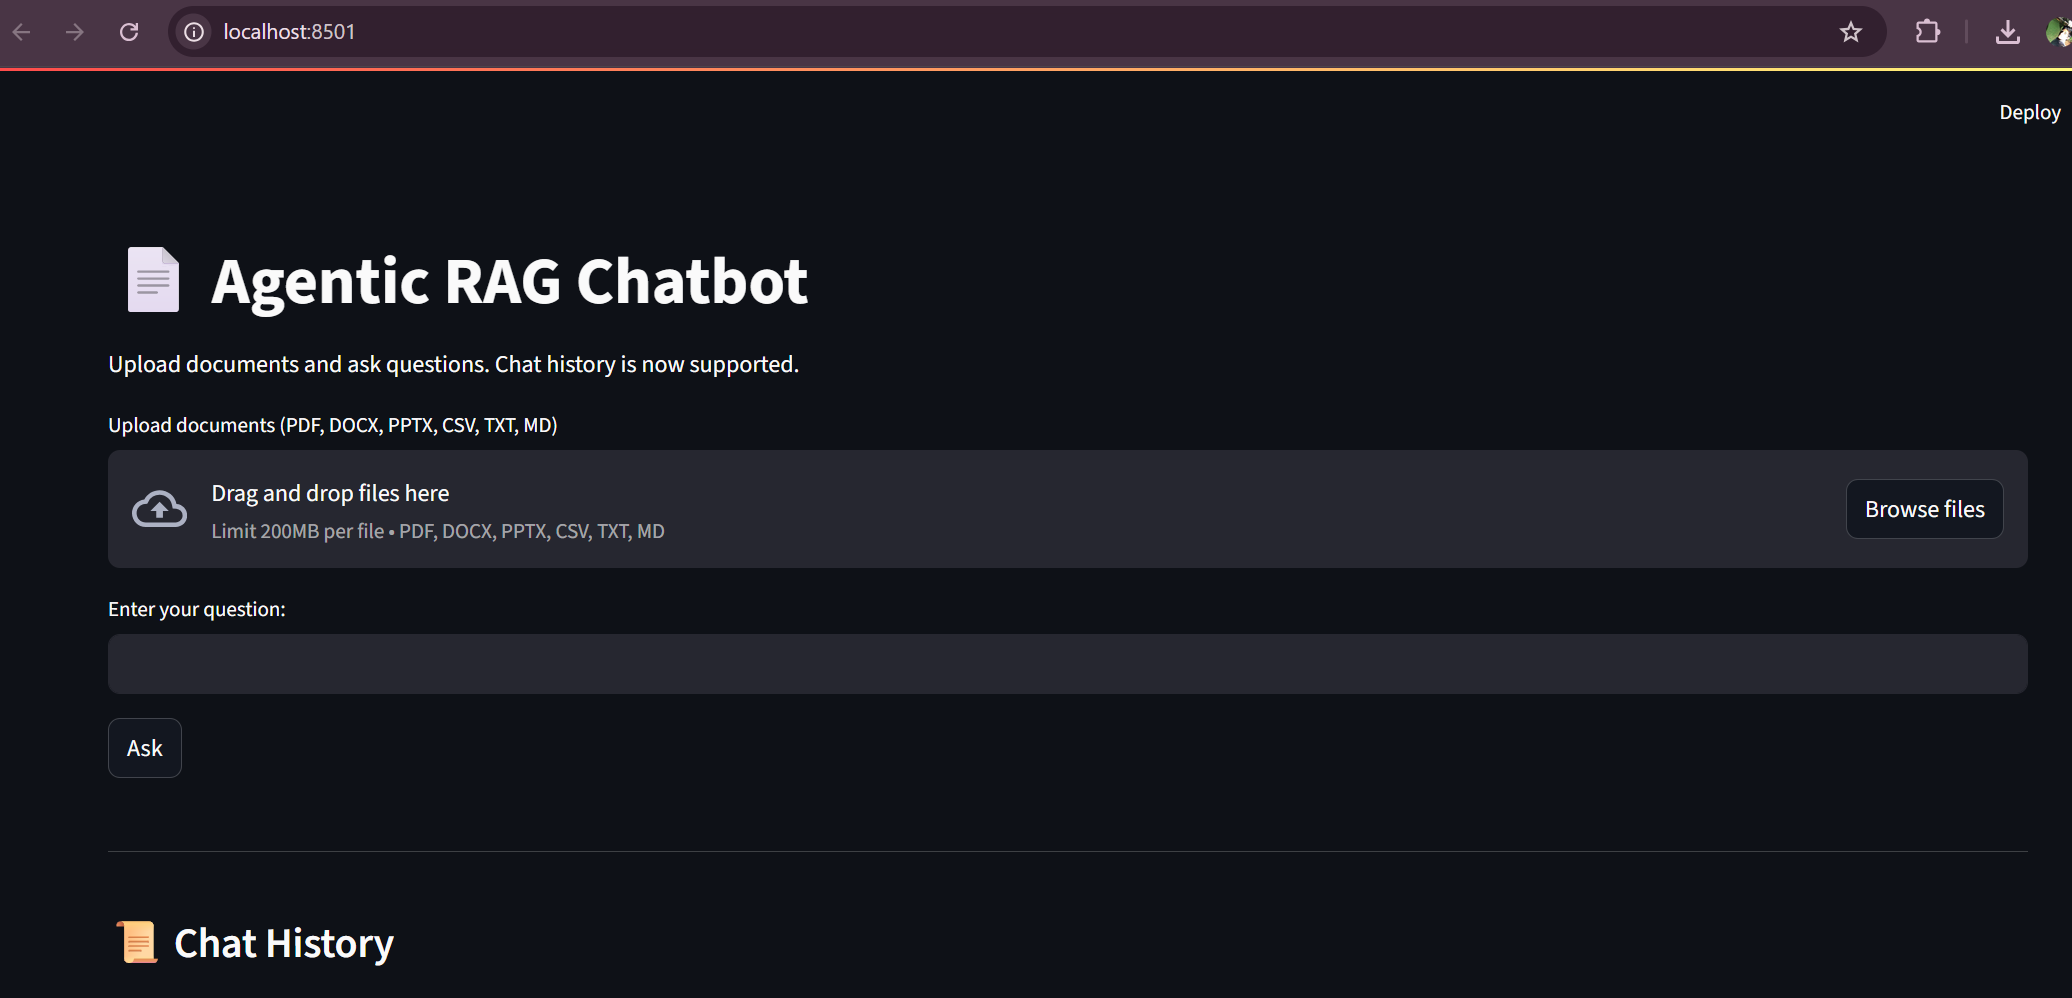 localhost:8501
Deploy
Agentic RAG Chatbot
Upload documents and ask questions. Chat history is now supported.
Upload documents (PDF, DOCX, PPTX, CSV, TXT, MD)
Drag and drop files here
Limit 200MB per file • PDF, DOCX, PPTX, CSV, TXT, MD
Browse files
Enter your question:
Ask
Chat History